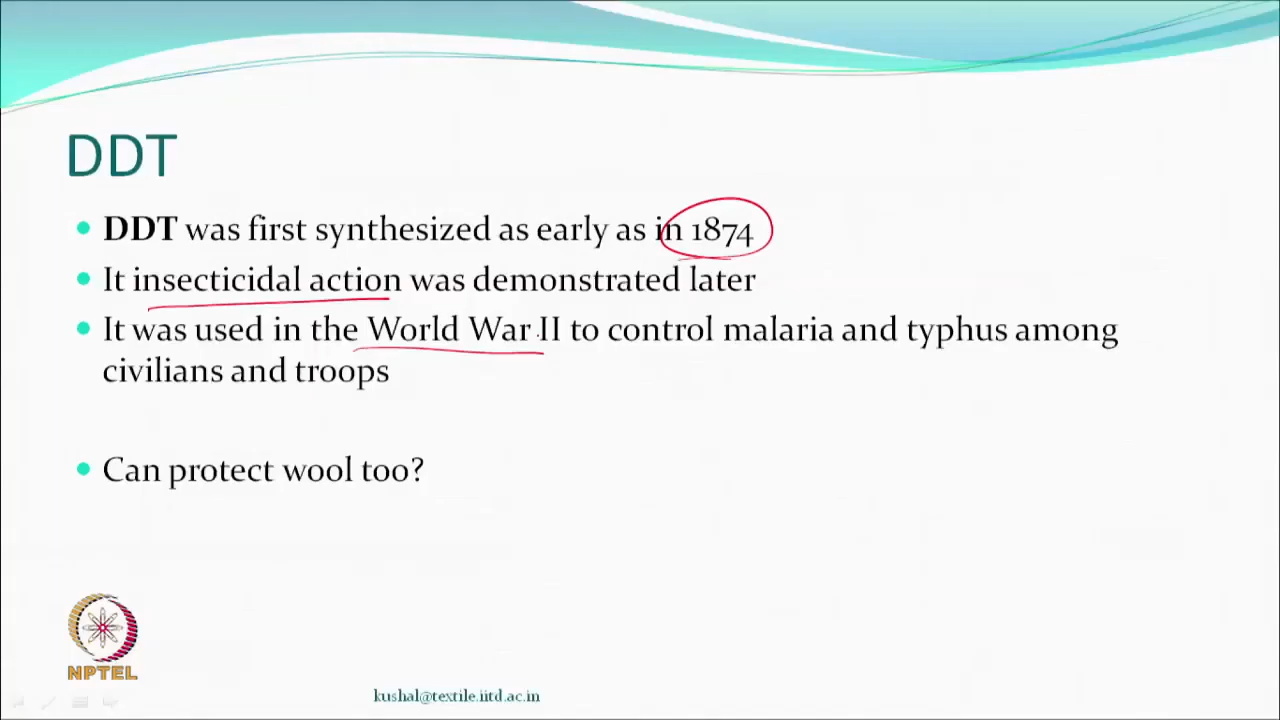 DDT
DDT was first synthesized as early as in 1874
It insecticidal action was demonstrated later
It was used in the World War II to control malaria and typhus among
civilians and troops
Can protect wool too?
NPTEL
kushal@textile.iitd.ac.in